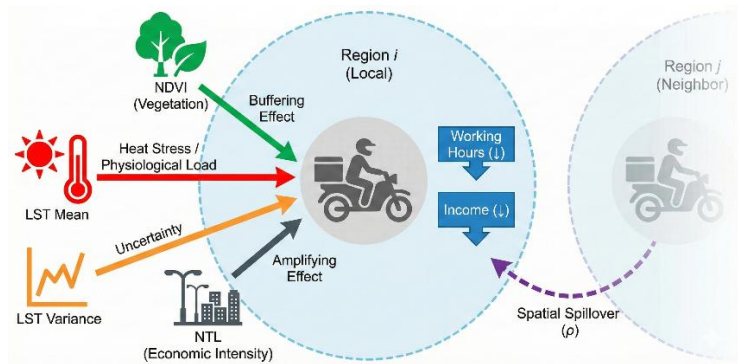 NDVI
(Vegetation)
Buffering
Effect
Region i
(Local)
Region j
(Neighbor)
Heat Stress /
Physiological Load
LST Mean
Working
Hours (↓)
Income (↓)
Uncertainty
LST Variance
Amplifying
Effect
NTL
(Economic Intensity)
Spatial Spillover
(ρ)